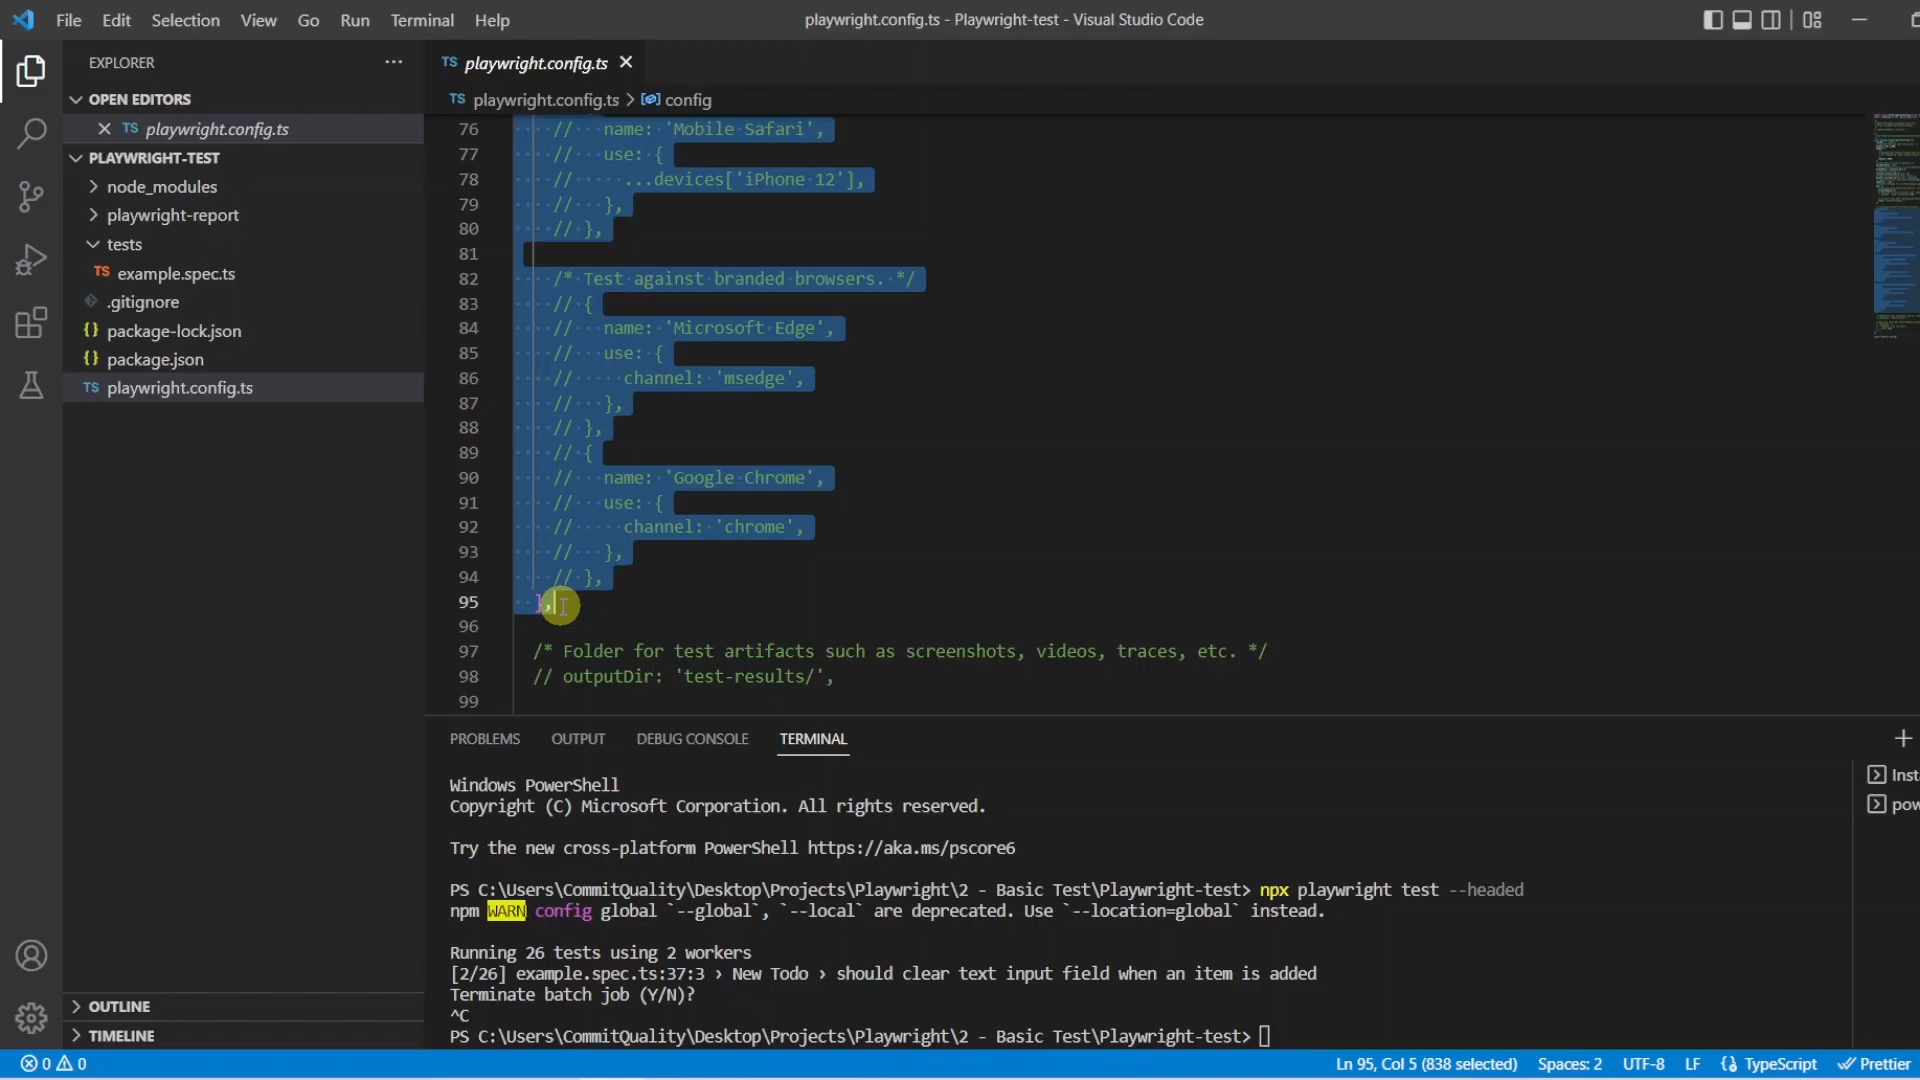 File Edit Selection View Go Run Terminal Help
playwright.config.ts - Playwright-test - Visual Studio Code
EXPLORER
OPEN EDITORS
TS playwright.config.ts
PLAYWRIGHT-TEST
node_modules
playwright-report
tests
TS example.spec.ts
.gitignore
{} package-lock.json
{} package.json
TS playwright.config.ts
OUTLINE
TIMELINE
TS playwright.config.ts
TS playwright.config.ts > config
76 //   name: 'Mobile Safari',
77 //   use: {
78 //     ...devices['iPhone 12'],
79 //   },
80 // },
81
82 /* Test against branded browsers. */
83 // {
84 //   name: 'Microsoft Edge',
85 //   use: {
86 //     channel: 'msedge',
87 //   },
88 // },
89 // {
90 //   name: 'Google Chrome',
91 //   use: {
92 //     channel: 'chrome',
93 //   },
94 // },
95 ],
96
97 /* Folder for test artifacts such as screenshots, videos, traces, etc. */
98 // outputDir: 'test-results/',
99
PROBLEMS OUTPUT DEBUG CONSOLE TERMINAL
Windows PowerShell
Copyright (C) Microsoft Corporation. All rights reserved.
Try the new cross-platform PowerShell https://aka.ms/pscore6
PS C:\Users\CommitQuality\Desktop\Projects\Playwright\2 - Basic Test\Playwright-test> npx playwright test --headed
npm WARN config global `--global`, `--local` are deprecated. Use `--location=global` instead.
Running 26 tests using 2 workers
[2/26] example.spec.ts:37:3 › New Todo › should clear text input field when an item is added
Terminate batch job (Y/N)?
^C
PS C:\Users\CommitQuality\Desktop\Projects\Playwright\2 - Basic Test\Playwright-test>
Insta
pow
0 0
Ln 95, Col 5 (838 selected) Spaces: 2 UTF-8 LF {} TypeScript Prettier